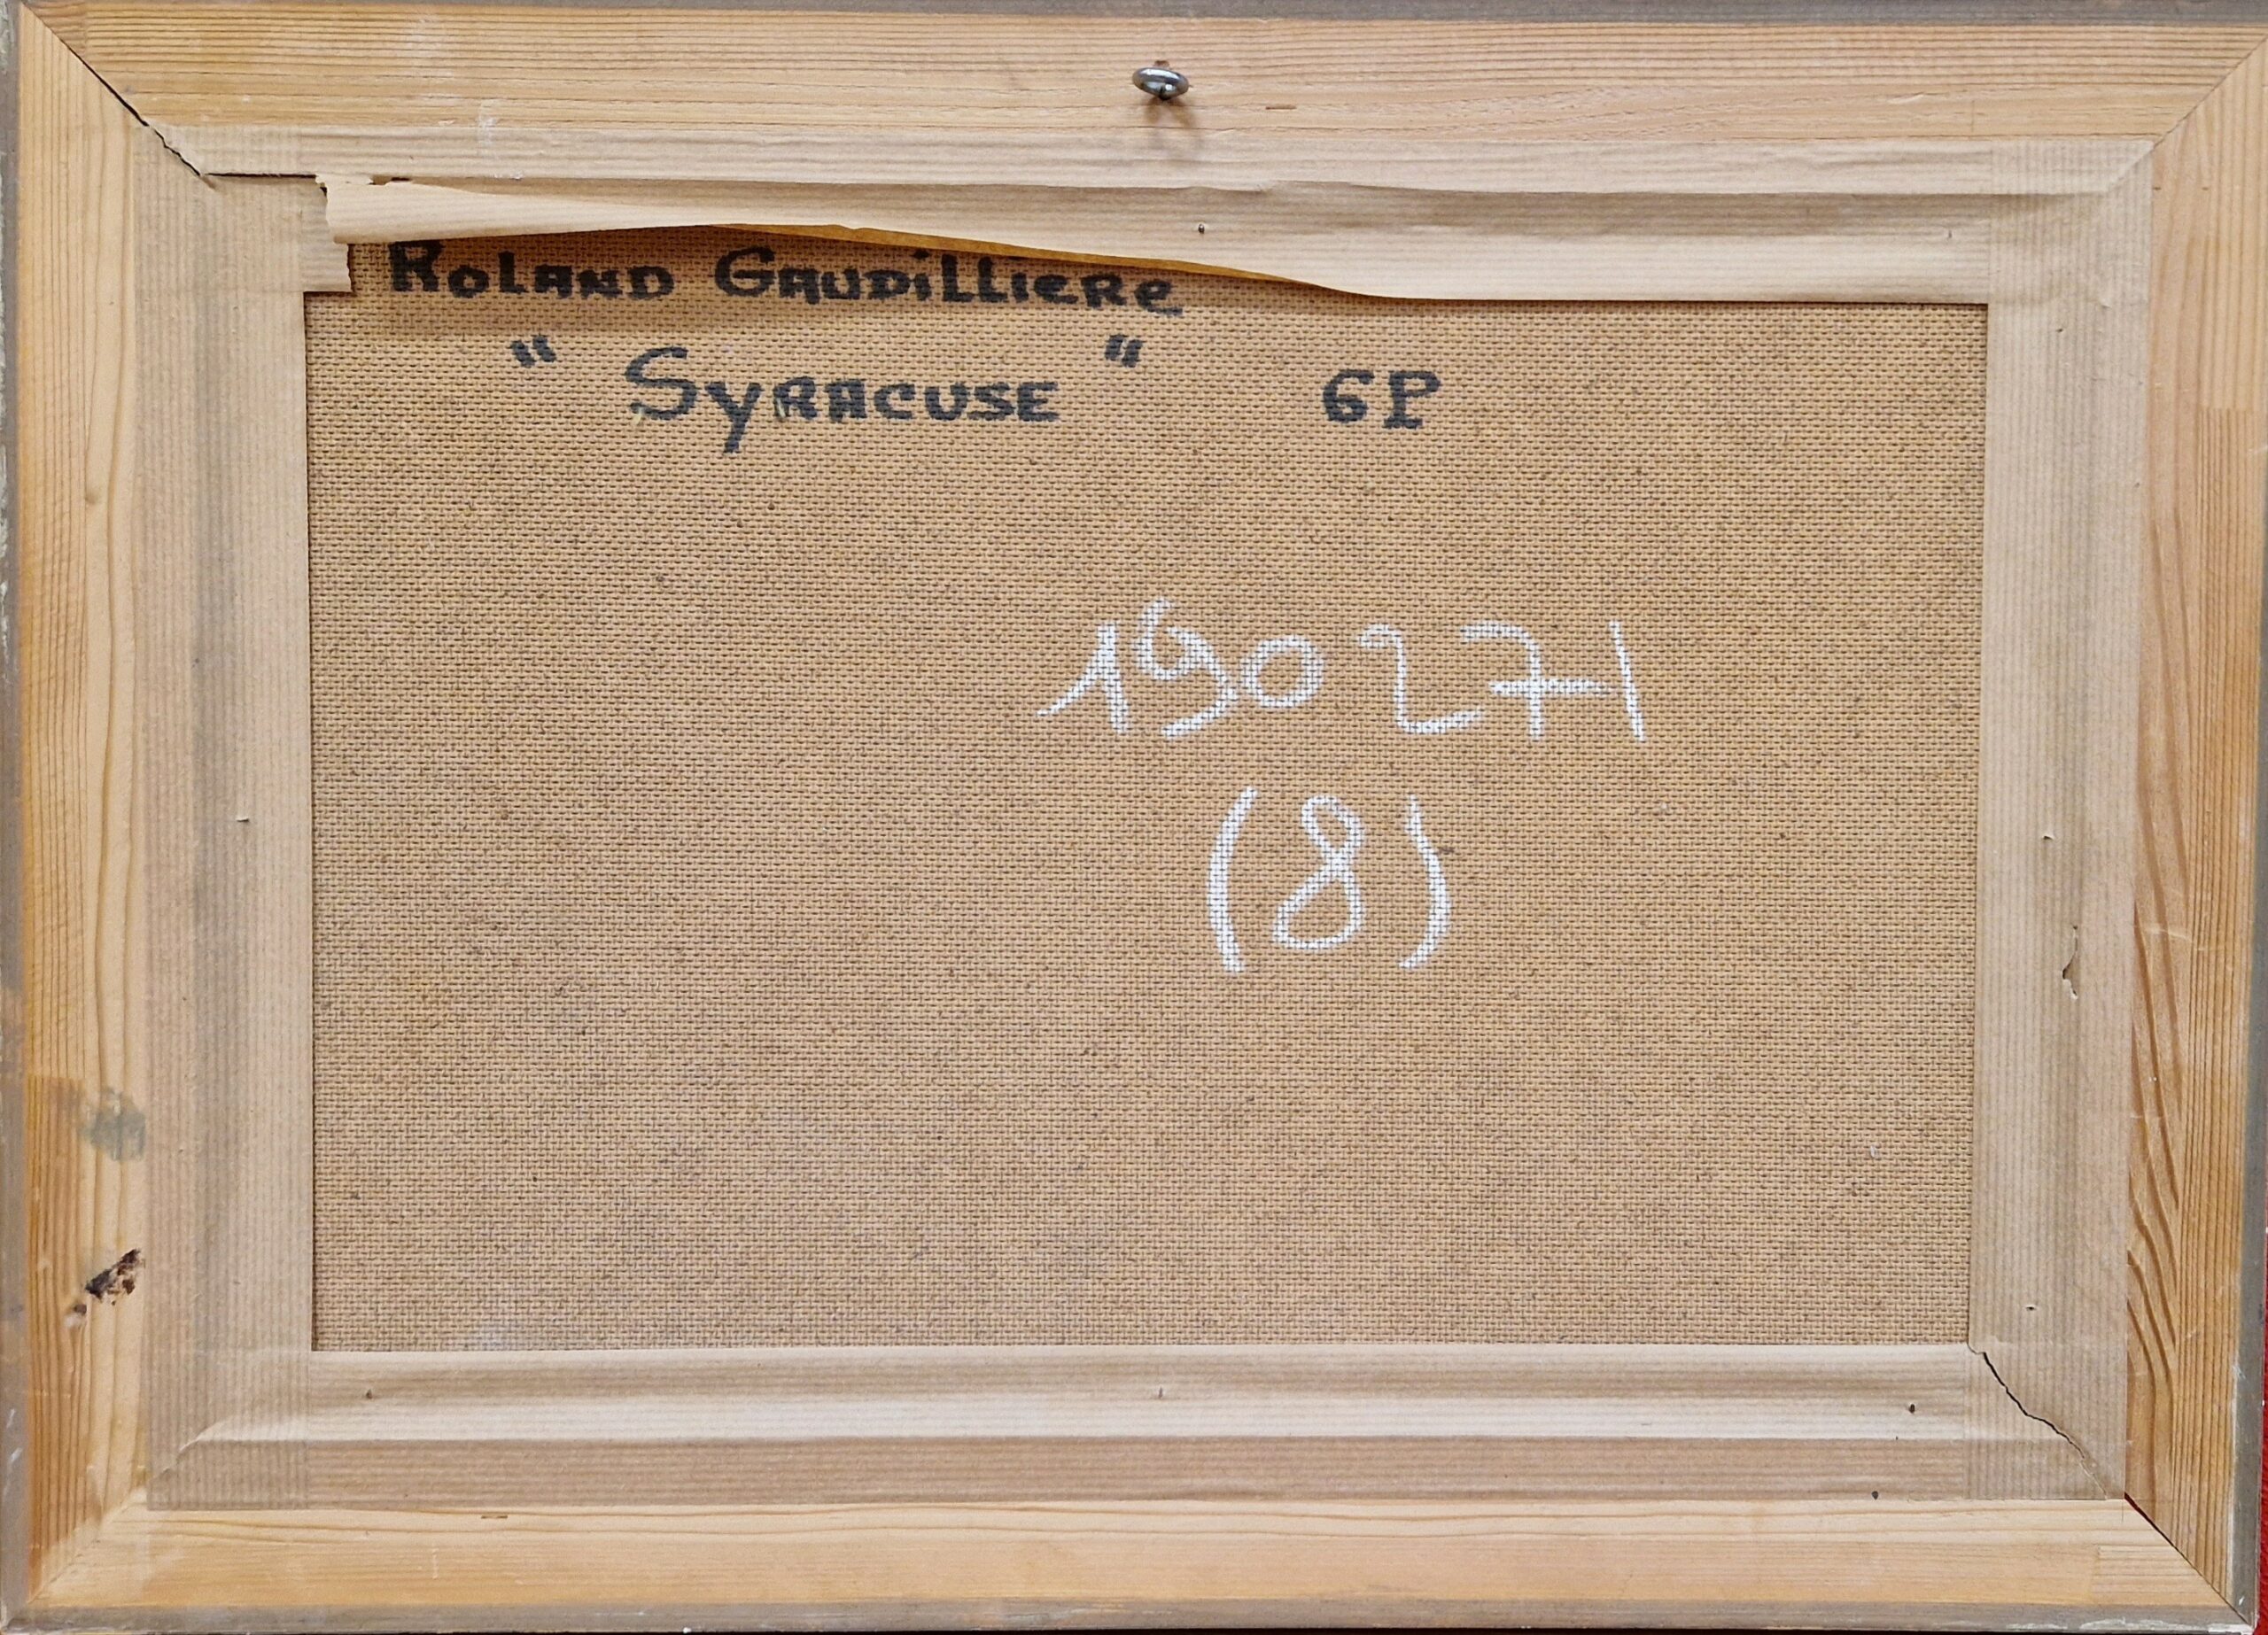 Roland Gaudilliere
" Syracuse " 6P
190271
(8)